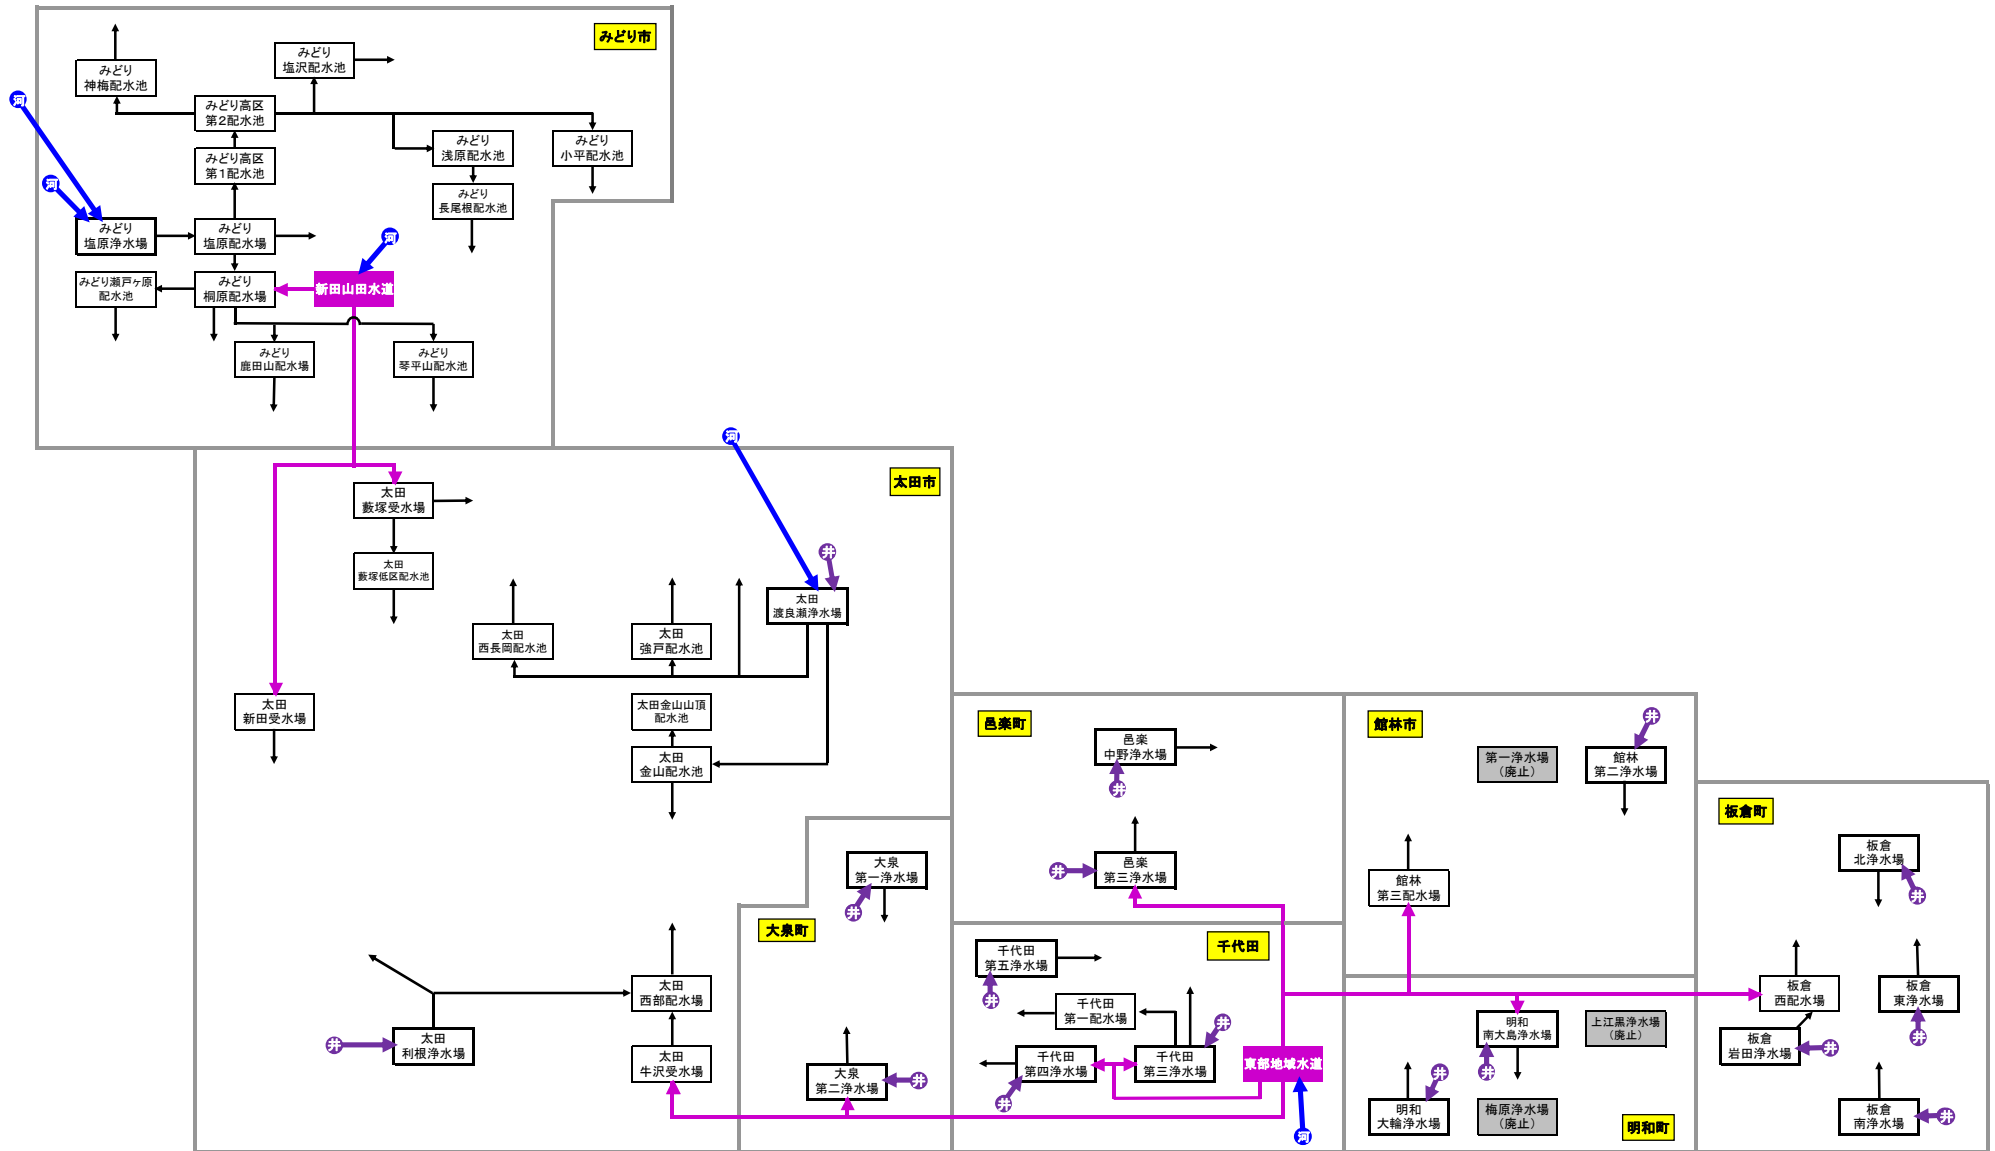 みどり市
みどり
神梅配水池
みどり
塩沢配水池
河
みどり高区
第2配水池
みどり
浅原配水池
みどり
小平配水池
みどり高区
第1配水池
河
みどり
長尾根配水池
みどり
塩原浄水場
みどり
塩原配水場
河
みどり瀬戸ヶ原
配水池
みどり
桐原配水場
新田山田水道
みどり
鹿田山配水場
みどり
琴平山配水池
河
太田市
太田
藪塚受水場
太田
藪塚低区配水池
井
太田
渡良瀬浄水場
太田
西長岡配水池
太田
強戸配水池
太田
新田受水場
太田金山山頂
配水池
太田
金山配水池
太田
西部配水場
井
太田
利根浄水場
太田
牛沢受水場
大泉町
大泉
第一浄水場
井
大泉
第二浄水場
井
邑楽町
邑楽
中野浄水場
井
邑楽
第三浄水場
井
千代田
千代田
第五浄水場
井
千代田
第一配水場
千代田
第四浄水場
井
千代田
第三浄水場
井
東部地域水道
河
館林市
井
第一浄水場
(廃止)
館林
第二浄水場
館林
第三配水場
明和
南大島浄水場
井
上江黒浄水場
(廃止)
明和
大輪浄水場
井
梅原浄水場
(廃止)
明和町
板倉町
板倉
北浄水場
井
板倉
西配水場
板倉
東浄水場
井
板倉
岩田浄水場
井
板倉
南浄水場
井